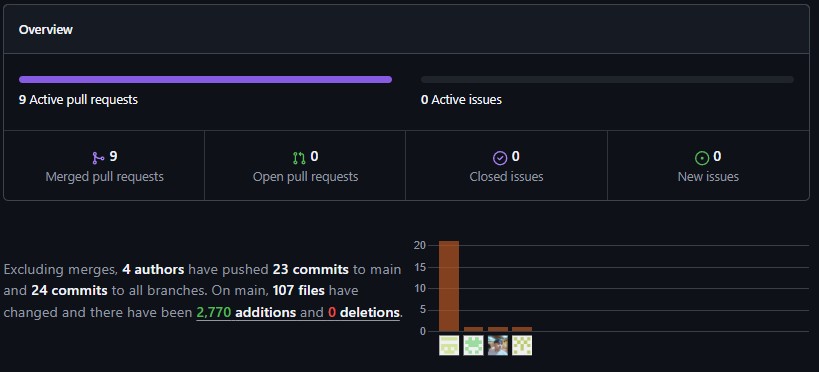 Overview
9 Active pull requests
0 Active issues
9
Merged pull requests
0
Open pull requests
0
Closed issues
0
New issues
Excluding merges, 4 authors have pushed 23 commits to main
and 24 commits to all branches. On main, 107 files have
changed and there have been 2,770 additions and 0 deletions.
20
15
10
5
0